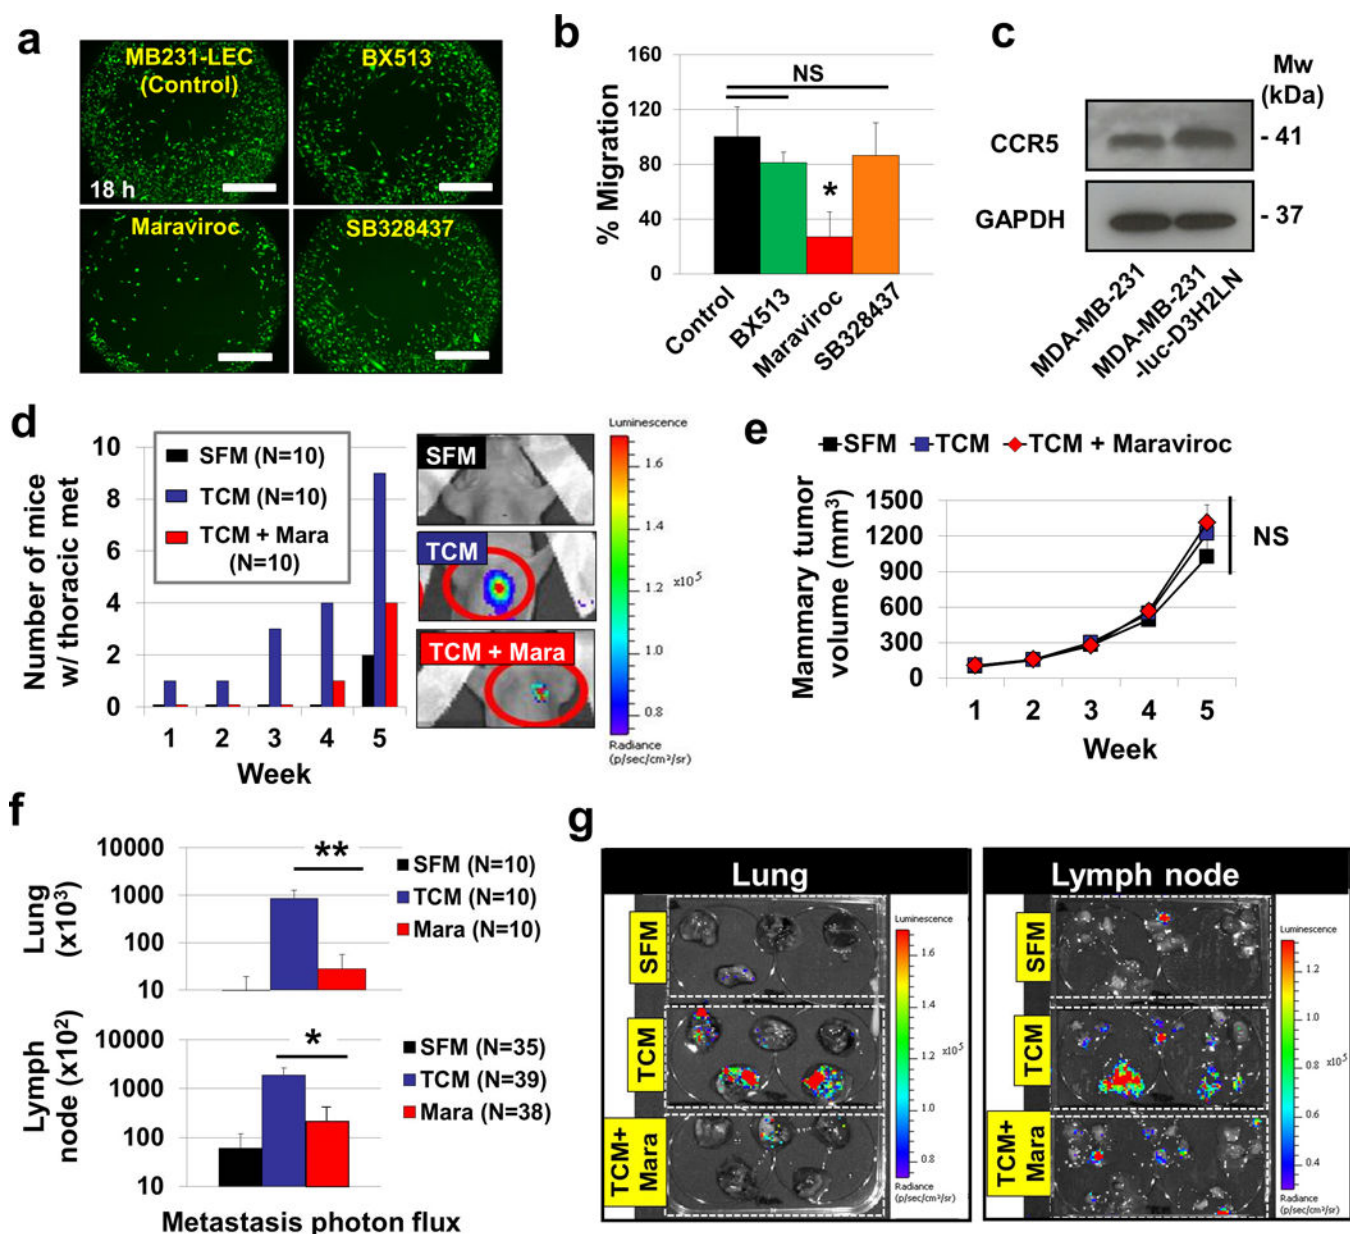 a
MB231-LEC
(Control)
18 h
BX513
Maraviroc
SB328437
b
% Migration
160
120
80
40
0
NS
*
Control
BX513
Maraviroc
SB328437
c
Mw
(kDa)
CCR5
- 41
GAPDH
- 37
MDA-MB-231
MDA-MB-231
-luc-D3H2LN
d
Number of mice
w/ thoracic met
10
8
6
4
2
0
SFM (N=10)
TCM (N=10)
TCM + Mara
(N=10)
1 2 3 4 5
Week
SFM
TCM
TCM + Mara
Luminescence
1.6
1.4
1.2
x10⁵
1.0
0.8
Radiance
(p/sec/cm²/sr)
e
SFM TCM TCM + Maraviroc
Mammary tumor
volume (mm³)
1500
1200
900
600
300
0
NS
1 2 3 4 5
Week
f
Lung
(x10³)
10000
1000
100
10
**
SFM (N=10)
TCM (N=10)
Mara (N=10)
Lymph
node (x10²)
10000
1000
100
10
*
SFM (N=35)
TCM (N=39)
Mara (N=38)
Metastasis photon flux
g
Lung
SFM
TCM
TCM+
Mara
Luminescence
1.6
1.4
1.2
x10⁵
1.0
0.8
Radiance
(p/sec/cm²/sr)
Lymph node
SFM
TCM
TCM+
Mara
Luminescence
1.2
1.0
x10⁵
0.8
0.6
0.4
Radiance
(p/sec/cm²/sr)